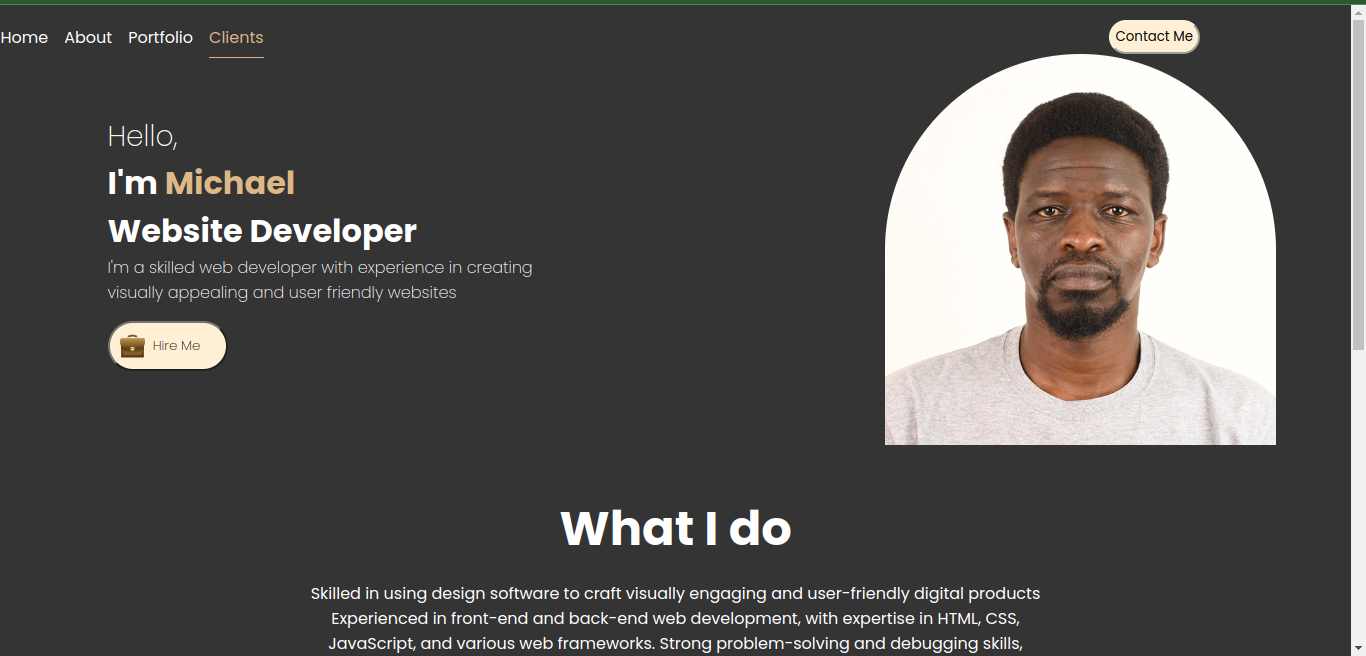 Home About Portfolio Clients
Contact Me
Hello,
I'm Michael
Website Developer
I'm a skilled web developer with experience in creating
visually appealing and user friendly websites
Hire Me
What I do
Skilled in using design software to craft visually engaging and user-friendly digital products
Experienced in front-end and back-end web development, with expertise in HTML, CSS,
JavaScript, and various web frameworks. Strong problem-solving and debugging skills,